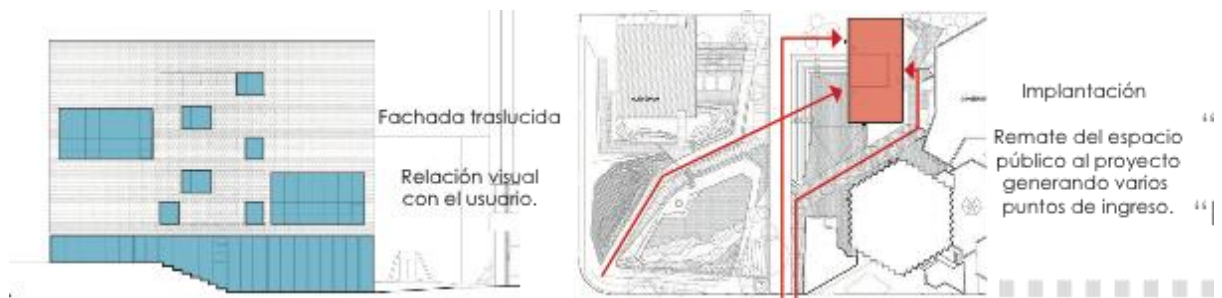 Fachada traslucida
Relación visual
con el usuario.
Implantación
Remate del espacio
público al proyecto
generando varios
puntos de ingreso.
“
“